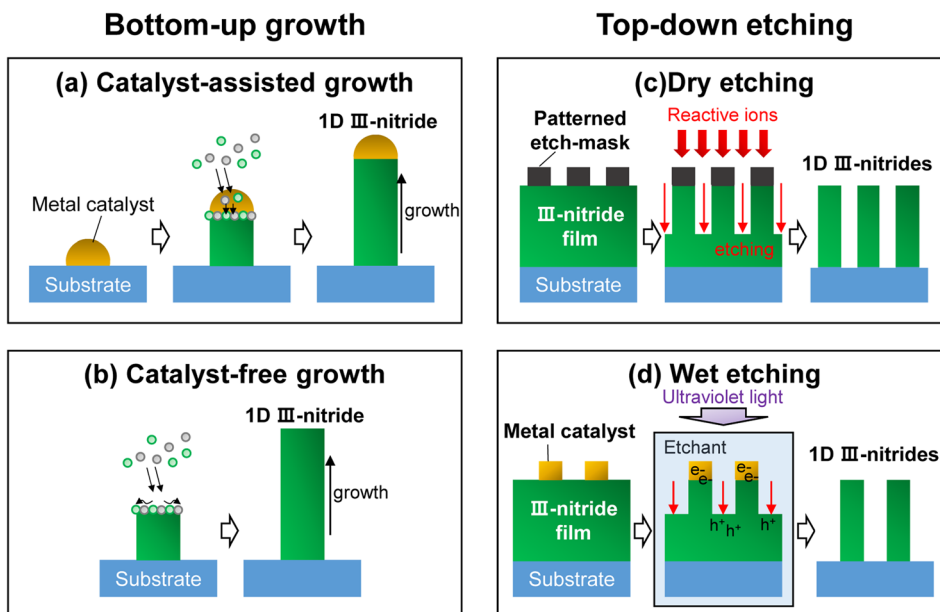 Bottom-up growth
Top-down etching
(a) Catalyst-assisted growth
1D Ⅲ-nitride
Metal catalyst
growth
Substrate
(b) Catalyst-free growth
1D Ⅲ-nitride
growth
Substrate
(c)Dry etching
Reactive ions
Patterned
etch-mask
1D Ⅲ-nitrides
Ⅲ-nitride
film
etching
Substrate
(d) Wet etching
Ultraviolet light
Metal catalyst
Etchant
1D Ⅲ-nitrides
e-
e-
e-
e-
Ⅲ-nitride
film
h⁺ h⁺ h⁺
Substrate